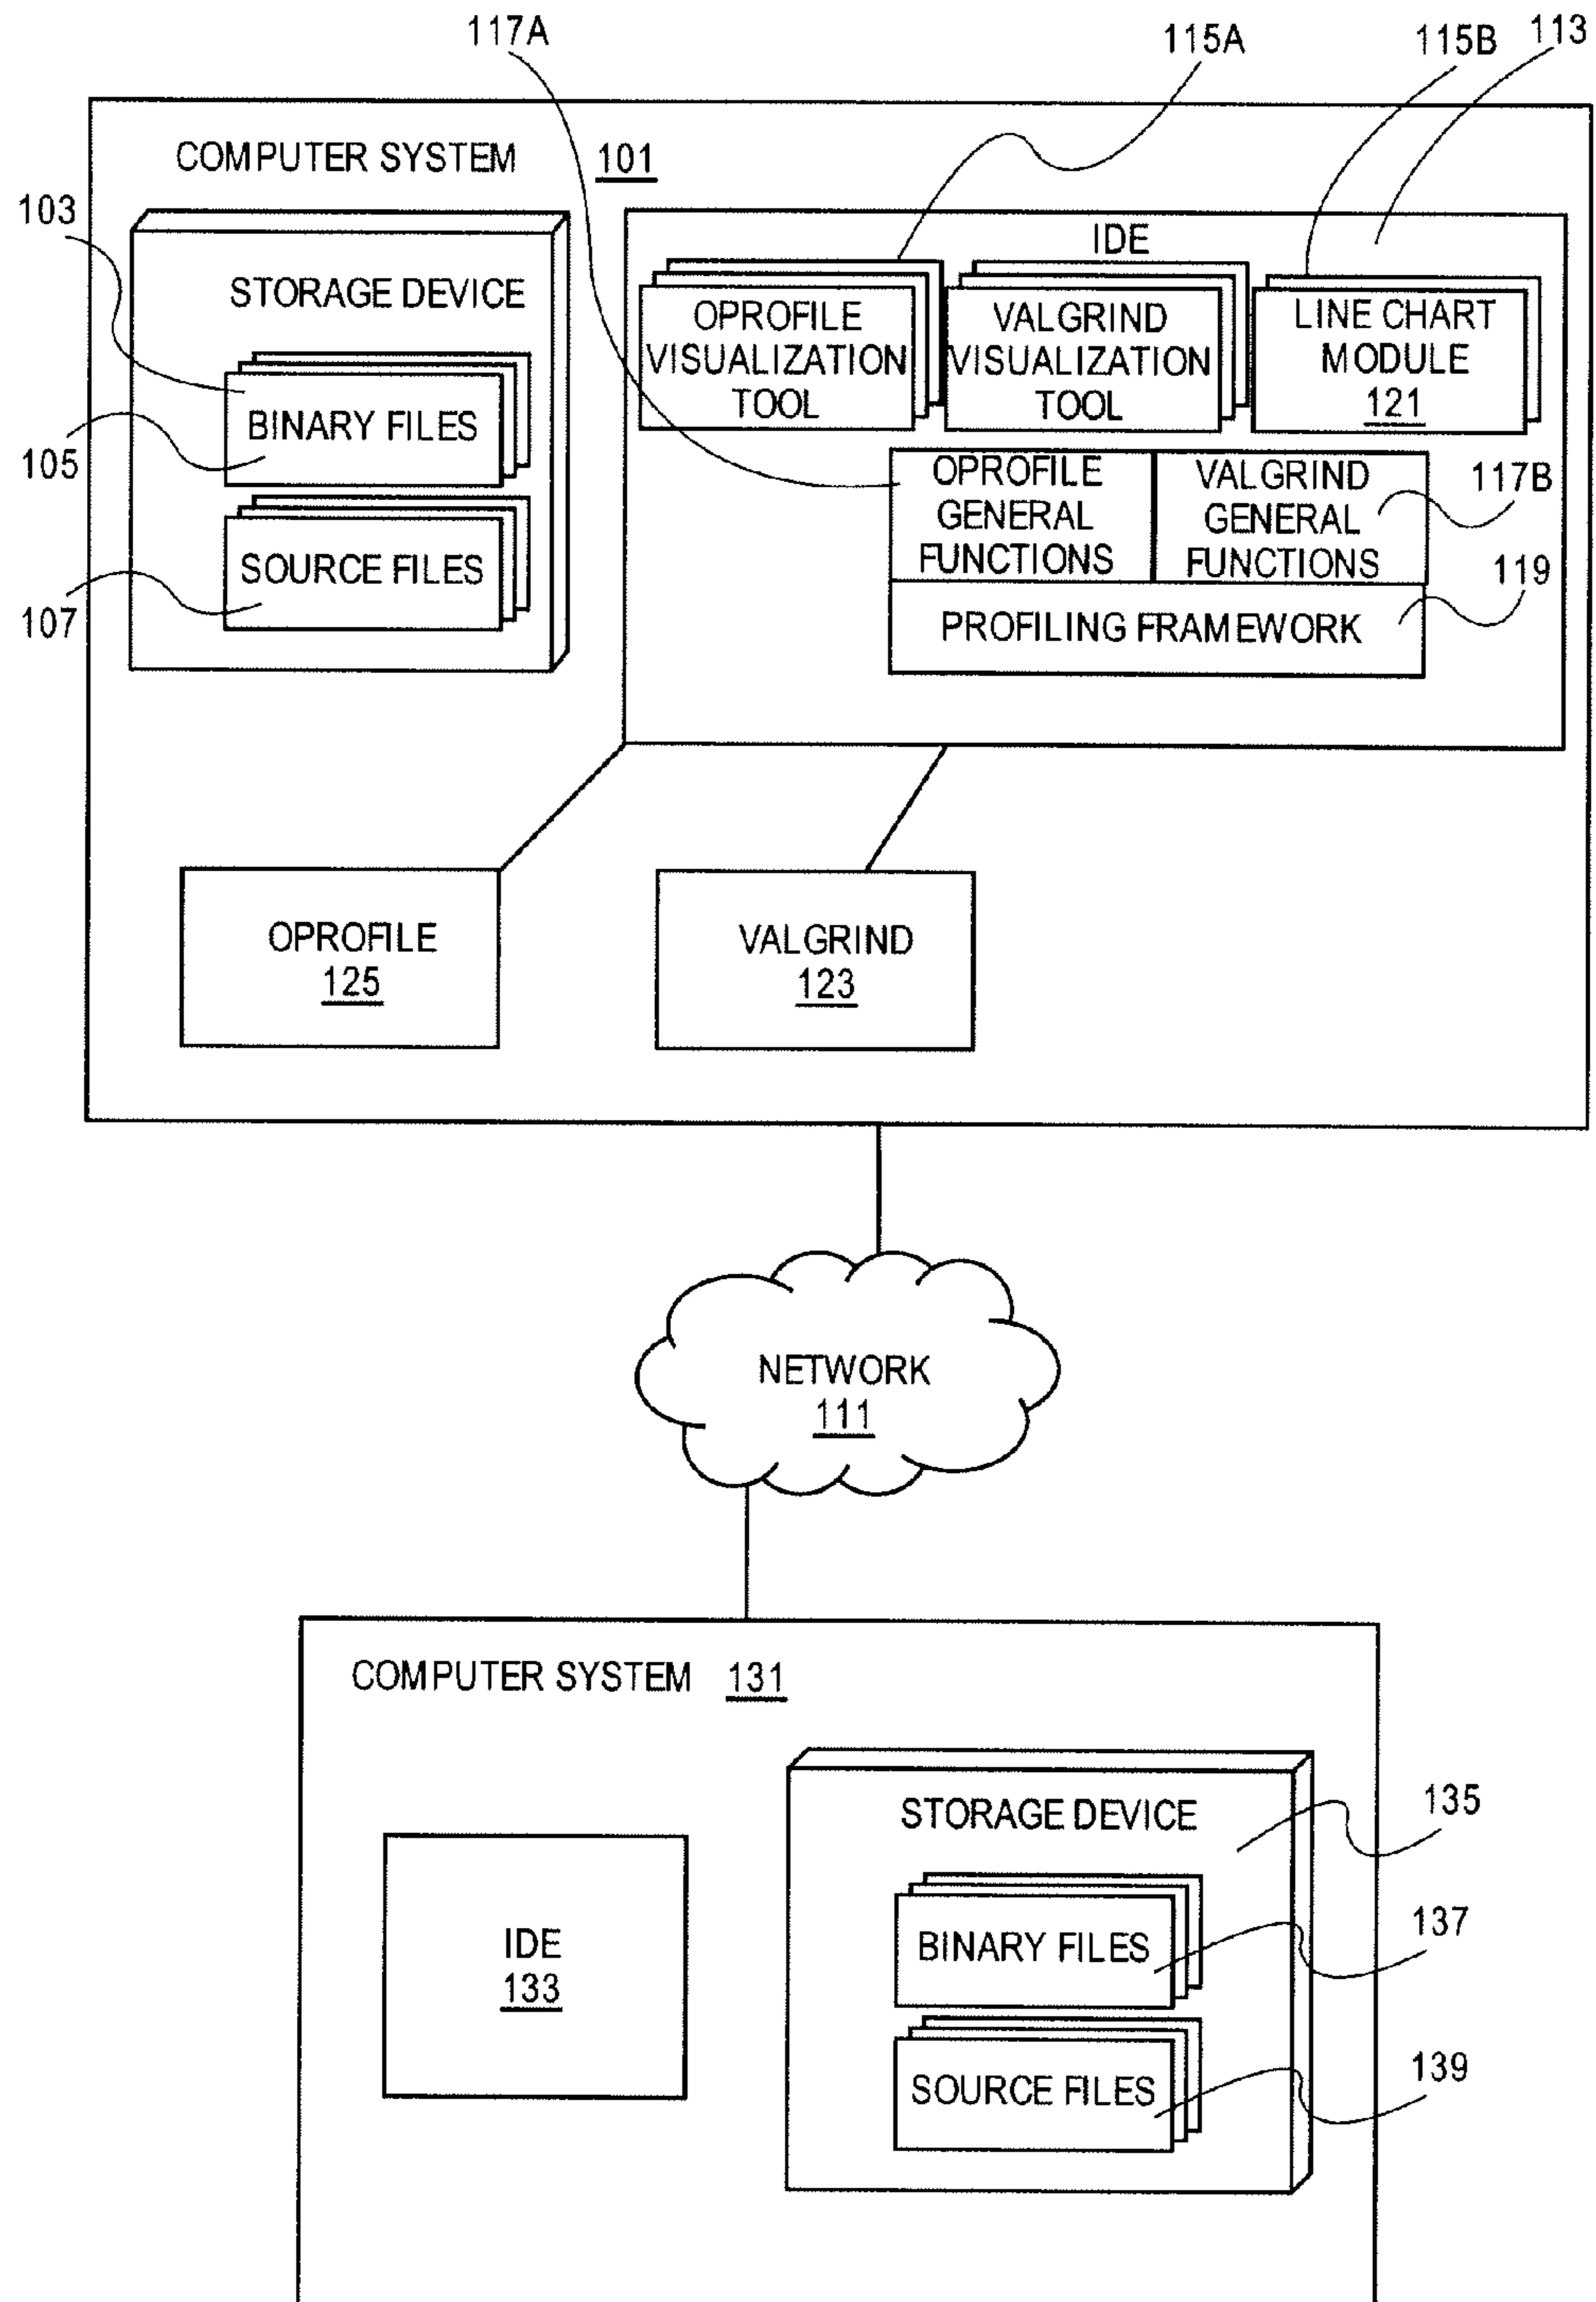 117A
115A
115B
113
COMPUTER SYSTEM 101
103
STORAGE DEVICE
BINARY FILES
105
SOURCE FILES
107
IDE
OPROFILE
VISUALIZATION
TOOL
VALGRIND
VISUALIZATION
TOOL
LINE CHART
MODULE
121
OPROFILE
GENERAL
FUNCTIONS
VALGRIND
GENERAL
FUNCTIONS
117B
119
PROFILING FRAMEWORK
OPROFILE
125
VALGRIND
123
NETWORK
111
COMPUTER SYSTEM 131
IDE
133
STORAGE DEVICE
135
BINARY FILES
137
SOURCE FILES
139